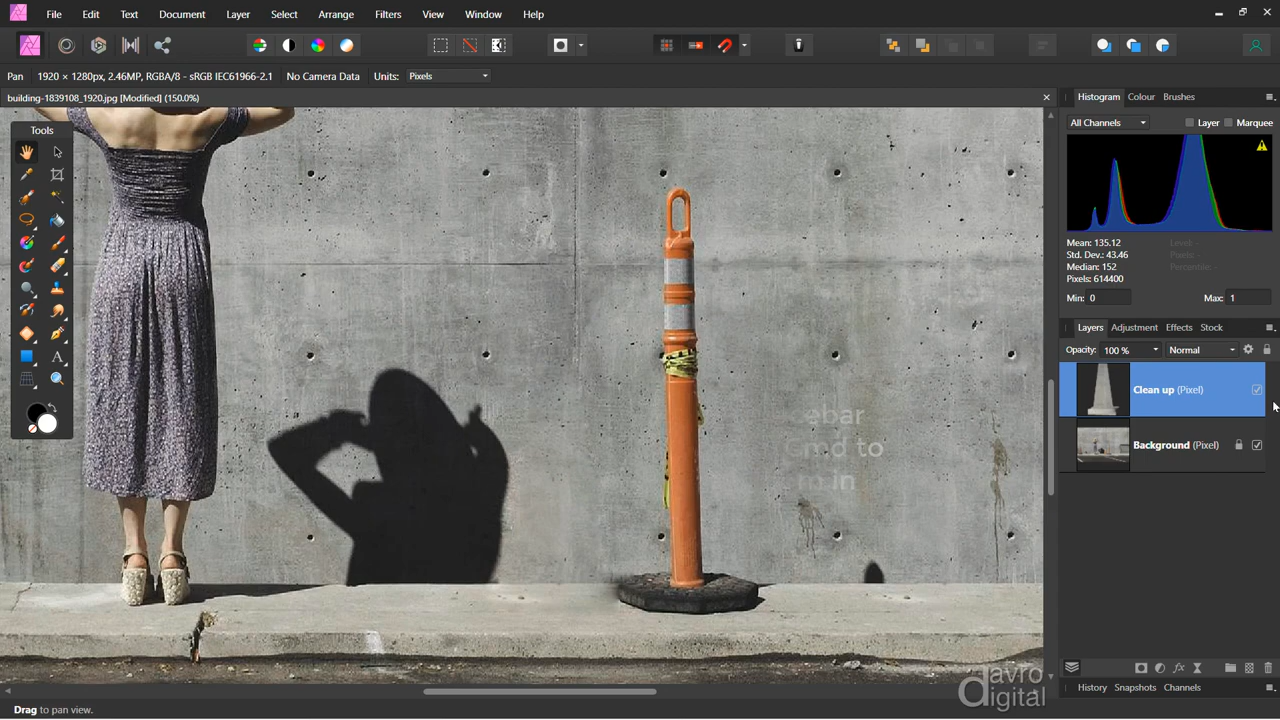 File Edit Text Document Layer Select Arrange Filters View Window Help
Pan 1920 × 1280px, 2.46MP, RGBA/8 - sRGB IEC61966-2.1 No Camera Data Units: Pixels
building-1839108_1920.jpg [Modified] (150.0%)
Histogram Colour Brushes
Tools
All Channels Layer Marquee
Mean: 135.12 Level: -
Std. Dev.: 43.46 Pixels: -
Median: 152 Percentile: -
Pixels: 614400
Min: 0 Max: 1
Layers Adjustment Effects Stock
Opacity: 100 % Normal
Clean up (Pixel)
Background (Pixel)
davro
digital
History Snapshots Channels
Drag to pan view.